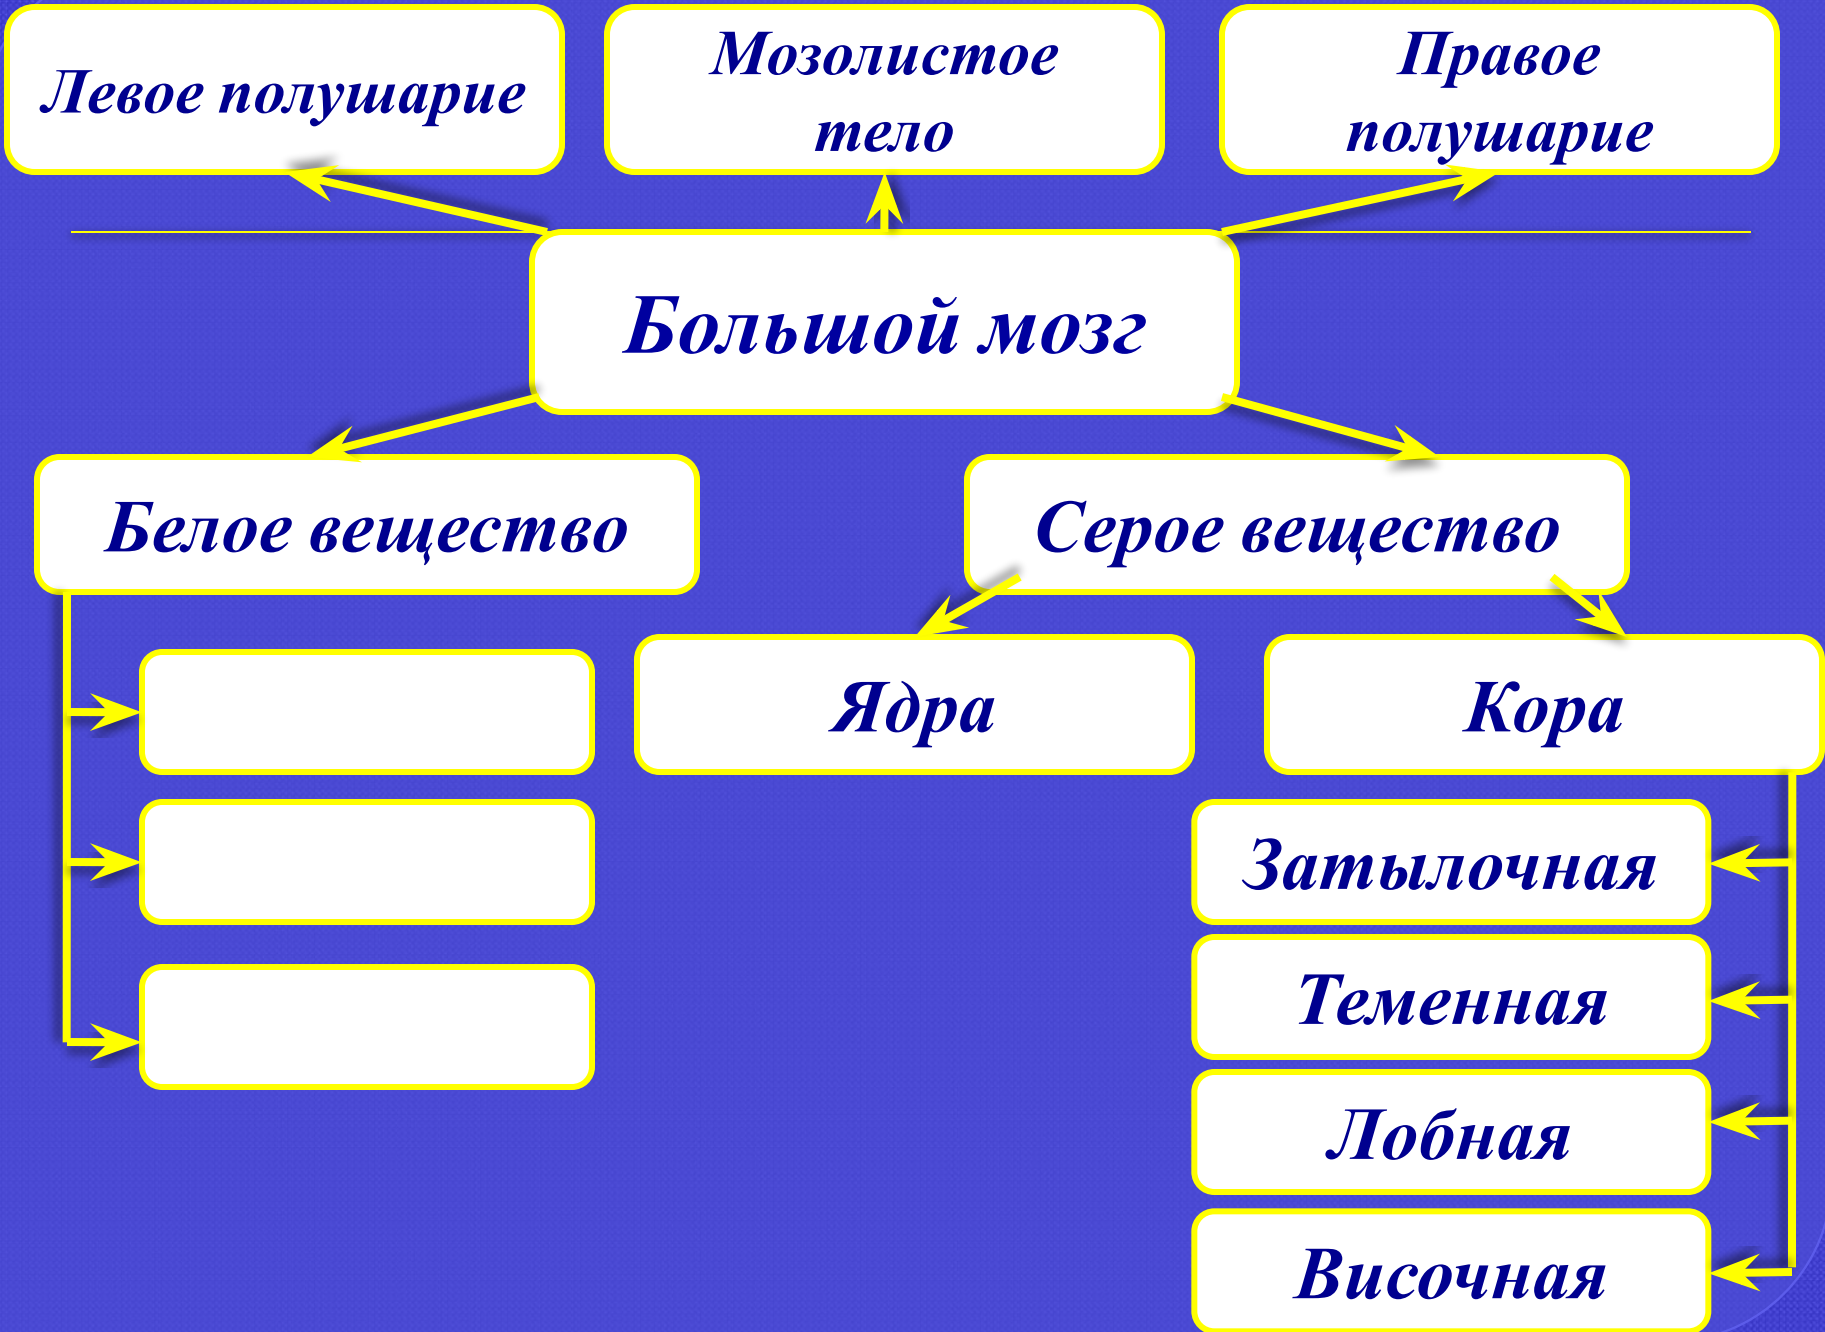 Левое полушарие
Мозолистое
тело
Правое
полушарие
Большой мозг
Белое вещество
Серое вещество
Ядра
Кора
Затылочная
Теменная
Лобная
Височная